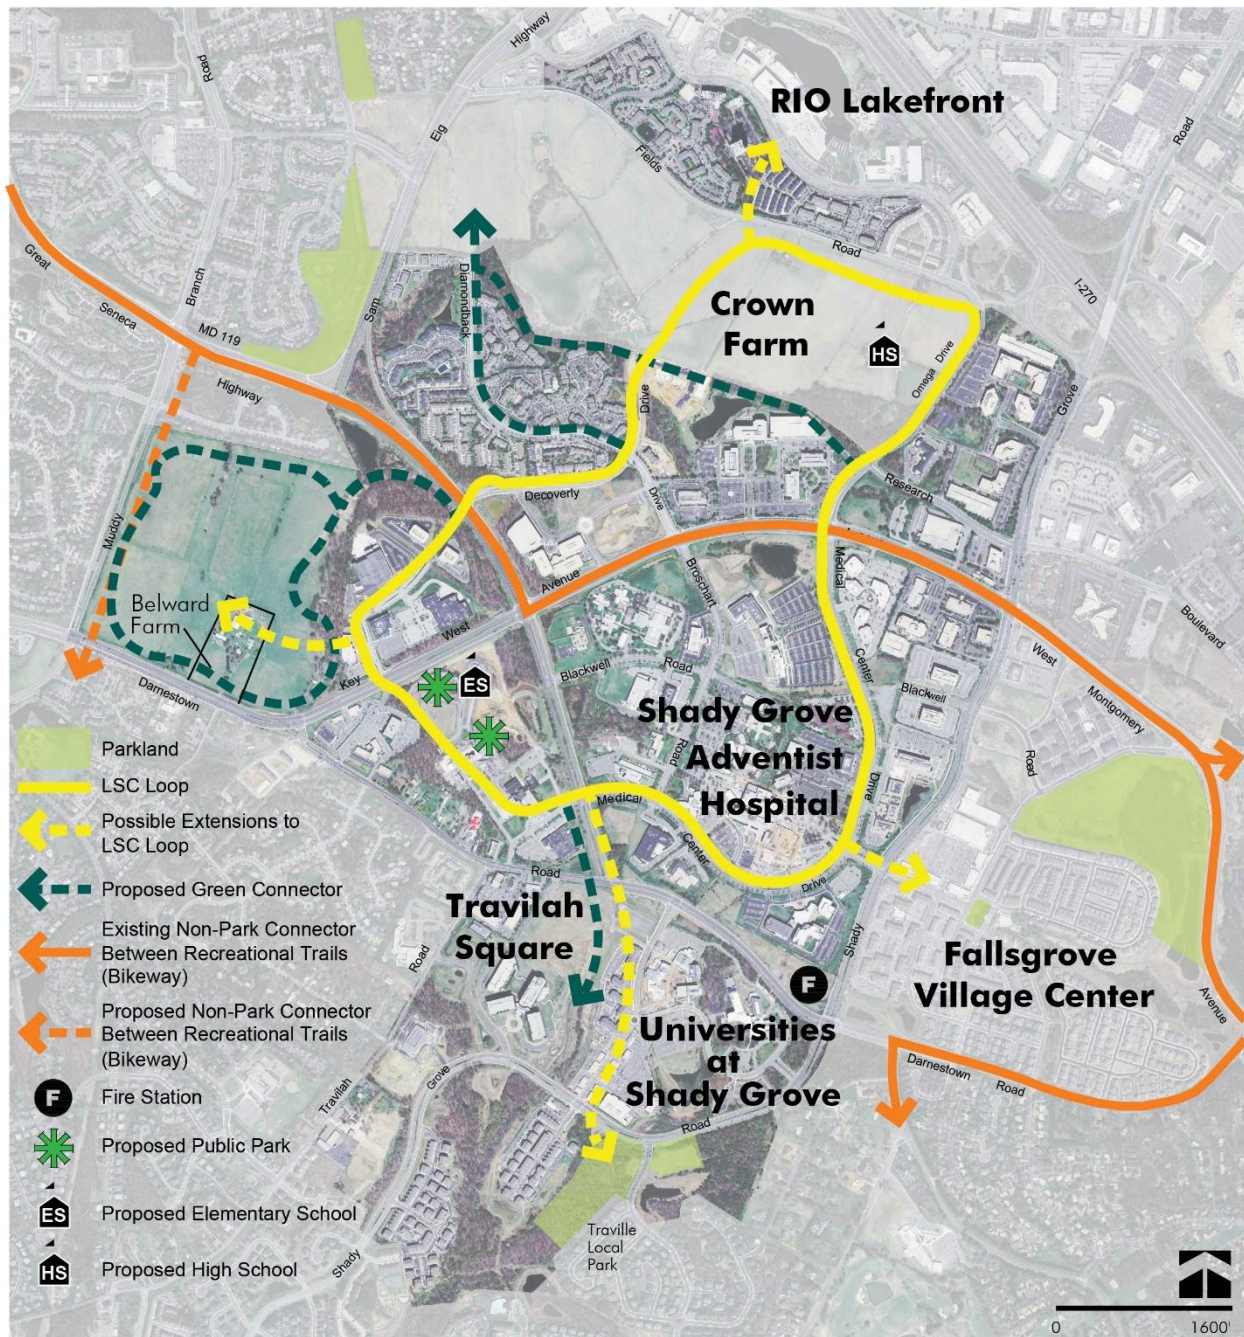 Highway
Road
RIO Lakefront
Eig
Fields
Road
Road
I-270
Great
Seneca
Branch
MD 119
Sam
Diamondback
Crown
Farm
HS
Omega Drive
Highway
Drive
Grove
Research
Decoverly
Drive
Muddy
Avenue
Broschart
Medical
Boulevard
Belward
Farm
West
Key
Blackwell
Road
Center
Blackwell
West
Montgomery
Darnestown
ES
Shady Grove
Adventist
Hospital
Road
Drive
Road
Parkland
LSC Loop
Possible Extensions to
LSC Loop
Medical
Center
Drive
Proposed Green Connector
Road
Travilah
Square
Road
Shady
Existing Non-Park Connector
Between Recreational Trails
(Bikeway)
Fallsgrove
Village Center
Avenue
F
Proposed Non-Park Connector
Between Recreational Trails
(Bikeway)
Universities
at
Shady Grove
Darnestown
Road
Grove
Travilah
Road
F
Fire Station
Proposed Public Park
ES
Proposed Elementary School
Traville
Local
Park
Shady
HS
Proposed High School
0
1600'